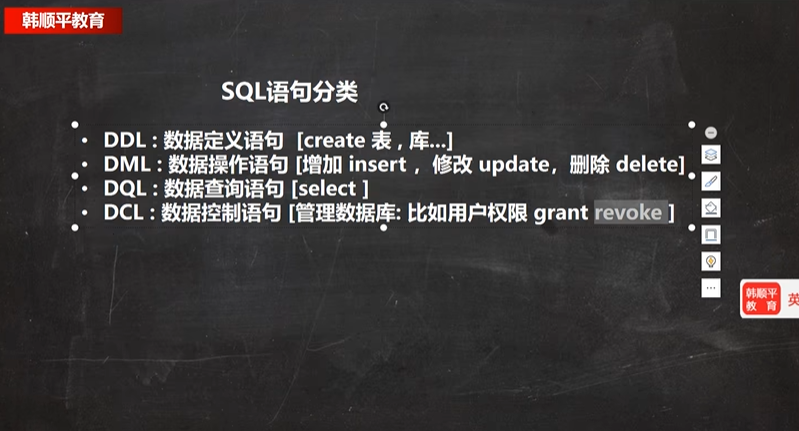 韩顺平教育
SQL语句分类
• DDL : 数据定义语句 [create 表 , 库...]
• DML : 数据操作语句 [增加 insert ，修改 update，删除 delete]
• DQL : 数据查询语句 [select ]
• DCL : 数据控制语句 [管理数据库: 比如用户权限 grant revoke ]
韩顺平
教 育
英